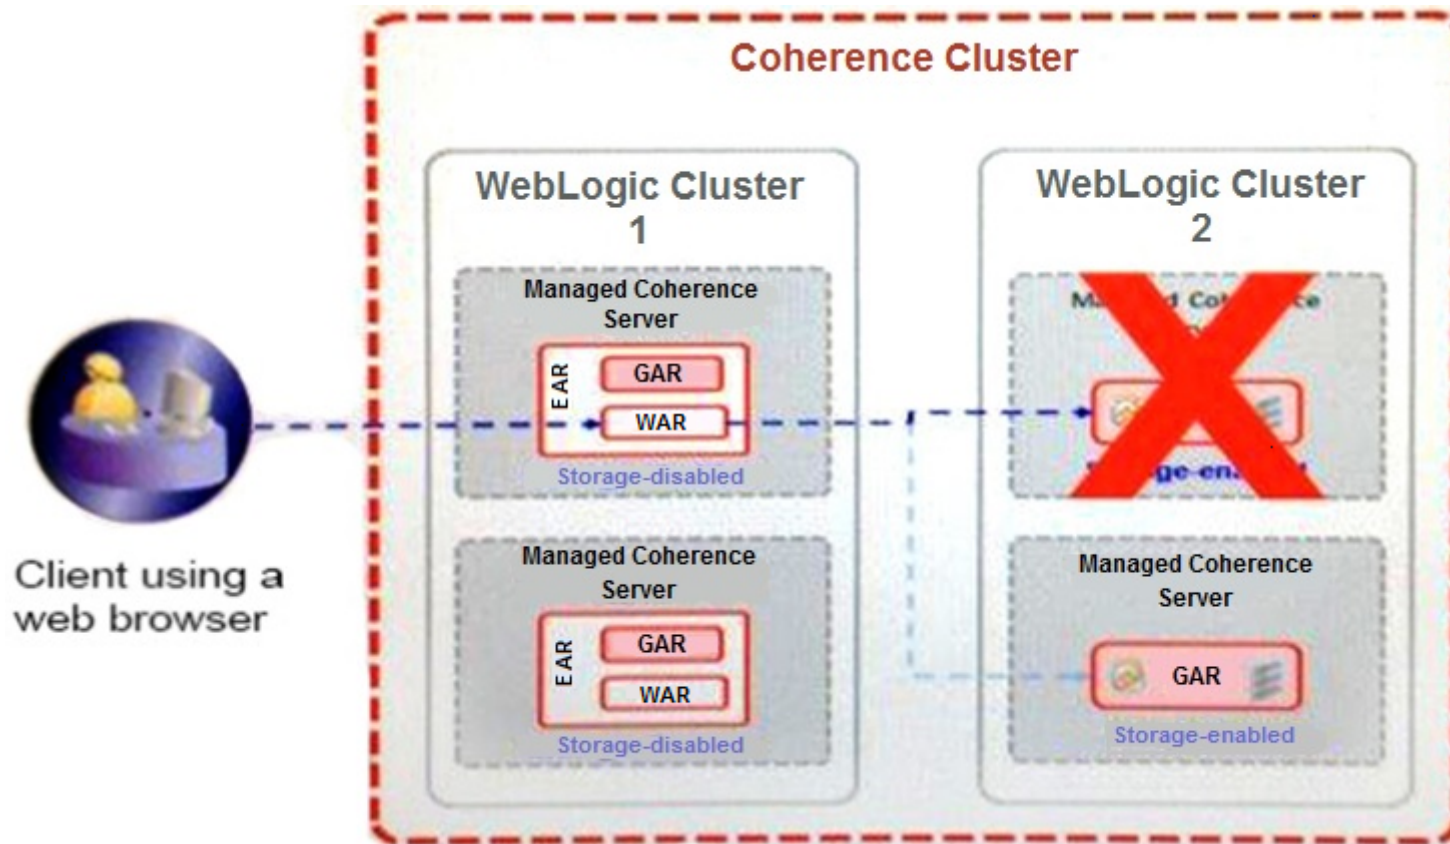 Coherence Cluster
WebLogic Cluster
1
Managed Coherence
Server
EAR
GAR
WAR
Storage-disabled
Managed Coherence
Server
EAR
GAR
WAR
Storage-disabled
WebLogic Cluster
2
Coherence
Managed Coherence
Server
GAR
Storage-enabled
Client using a
web browser